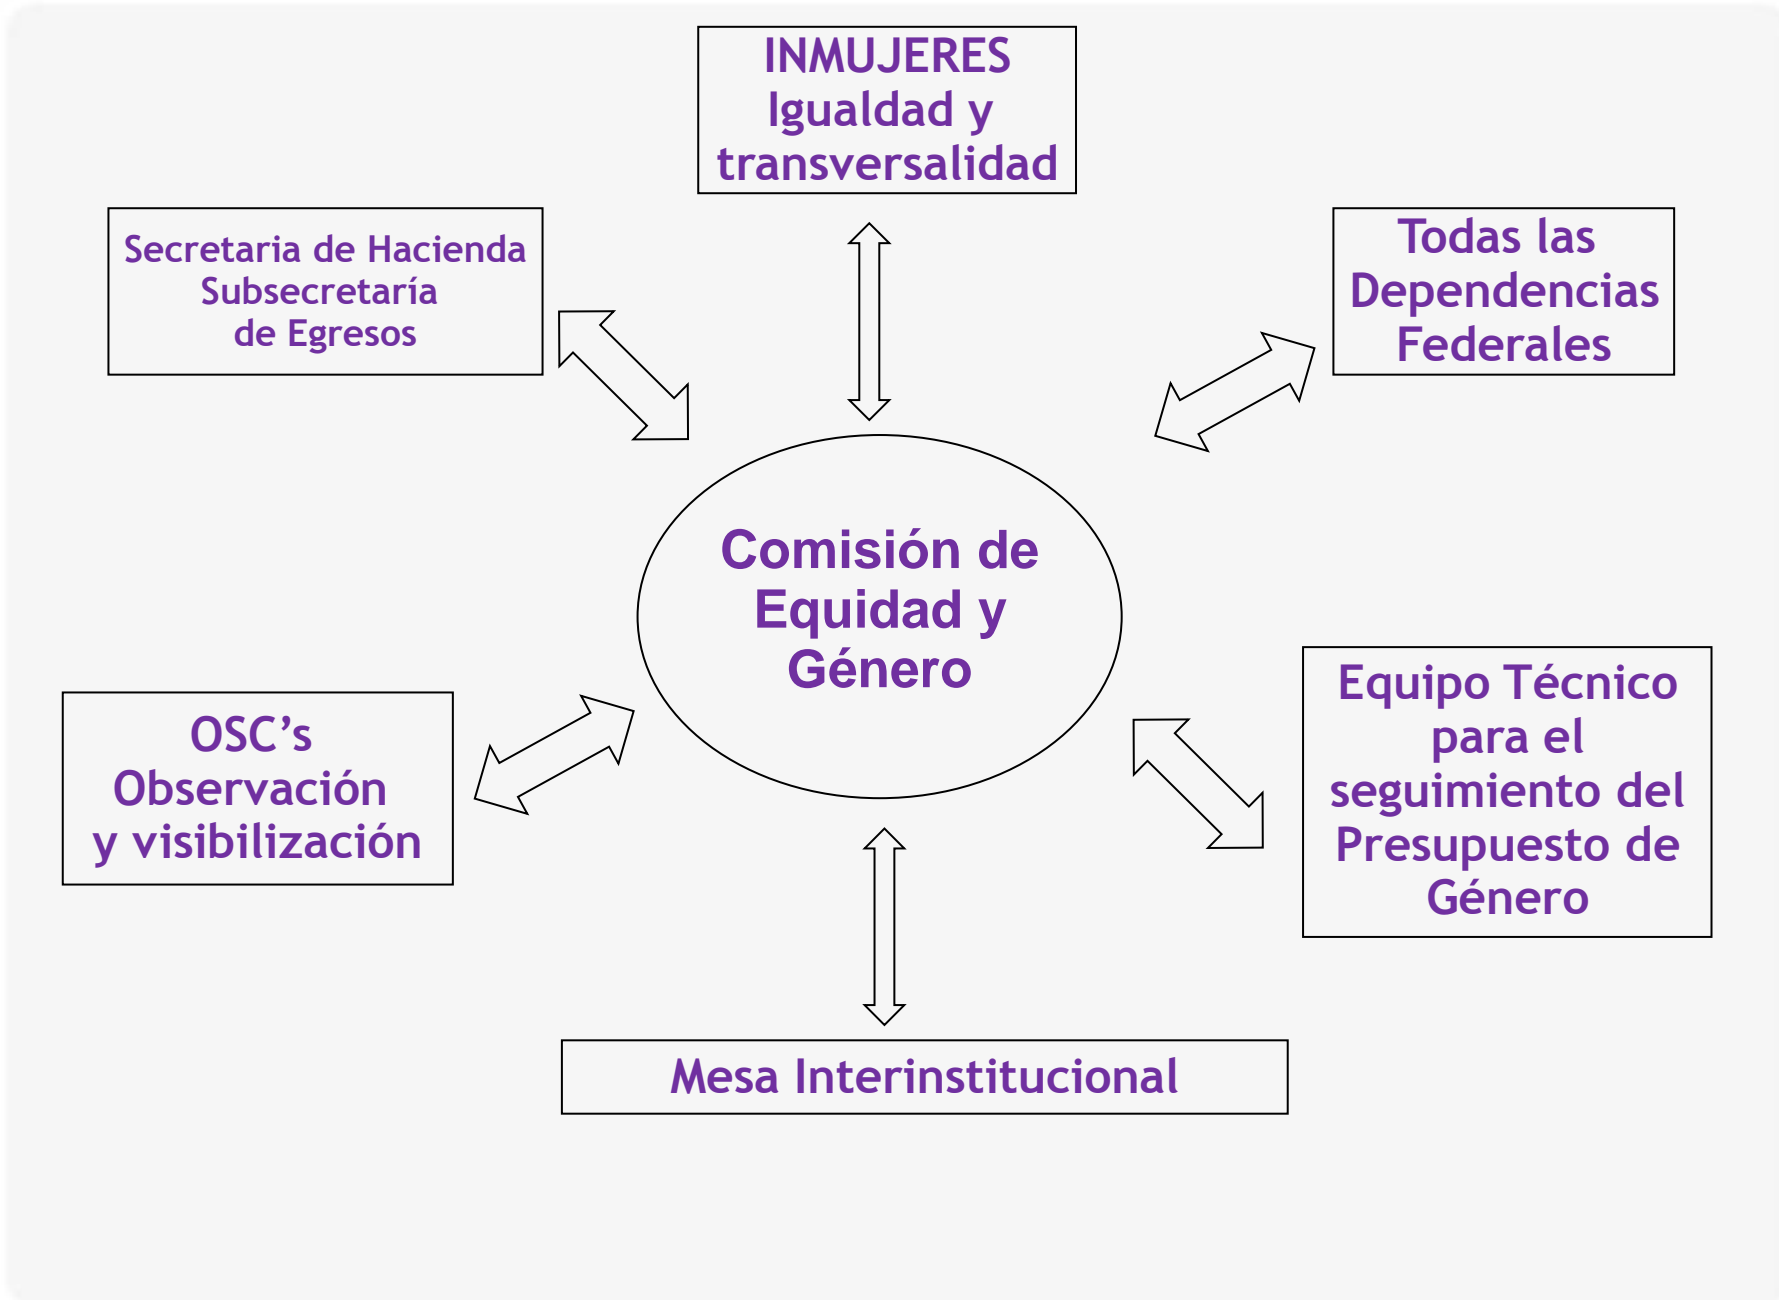 INMUJERES
Igualdad y
transversalidad
Secretaria de Hacienda
Subsecretaría
de Egresos
Todas las
Dependencias
Federales
Comisión de
Equidad y
Género
OSC’s
Observación
y visibilización
Equipo Técnico
para el
seguimiento del
Presupuesto de
Género
Mesa Interinstitucional